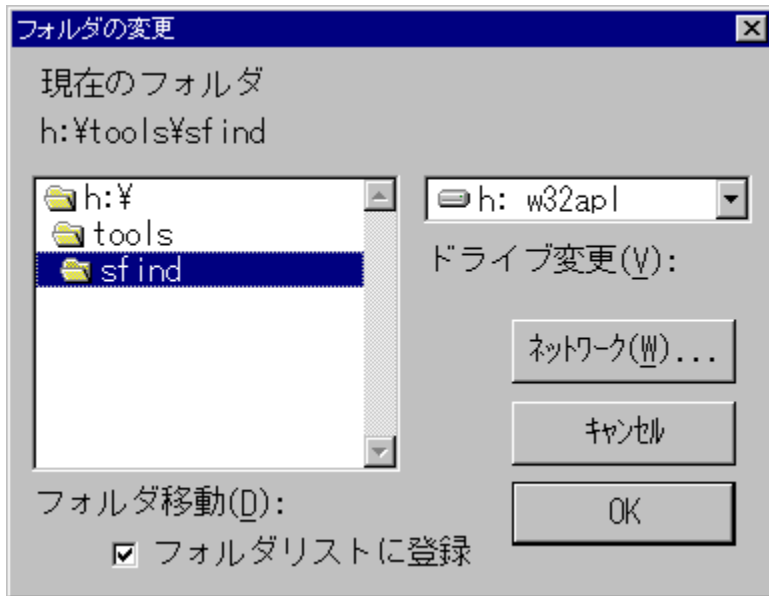 フォルダの変更
現在のフォルダ
h:¥tools¥sfind
h:¥
tools
sfind
h: w32apl
ドライブ変更(V):
ネットワーク(W)...
キャンセル
OK
フォルダ移動(D):
フォルダリストに登録